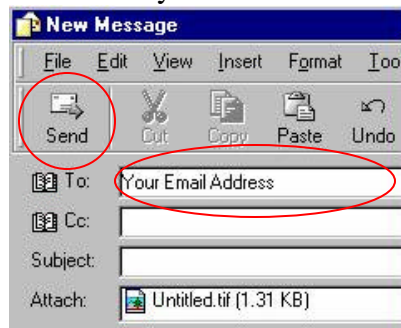 New Message
File Edit View Insert Format Too
Send Cut Copy Paste Undo
To: Your Email Address
Cc:
Subject:
Attach: Untitled.tif (1.31 KB)